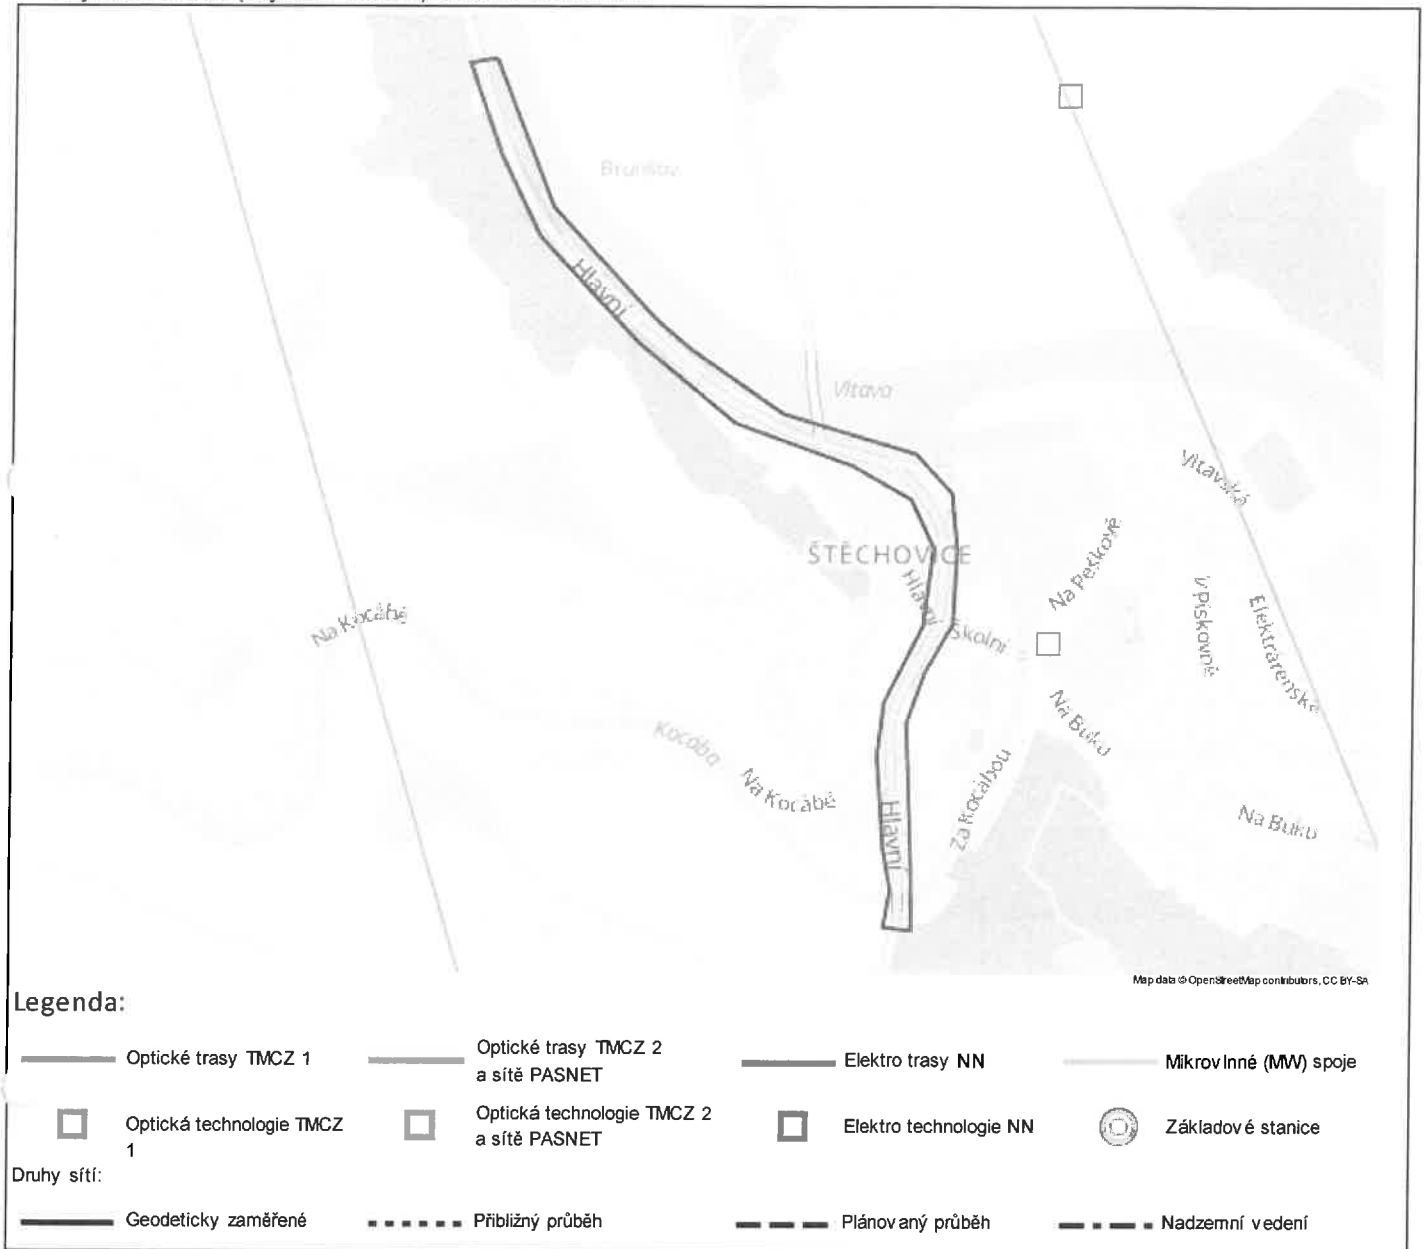 Hlavní
Vltava
Vltavská
ŠTĚCHOVICE
Na Peškově
Hlavní
Školní
V Pískovně
Elektrárenská
Na Kocábě
Na Buku
Kocába
Na Kocábě
Za Kocábou
Hlavní
Na Buku
Map data © OpenStreetMap contributors, CC BY-SA
Legenda:
Optické trasy TMCZ 1
Optické trasy TMCZ 2
a sítě PASNET
Elektro trasy NN
Mikrovlnné (MW) spoje
Optická technologie TMCZ
1
Optická technologie TMCZ 2
a sítě PASNET
Elektro technologie NN
Základové stanice
Druhy sítí:
Geodeticky zaměřené
Přibližný průběh
Plánovaný průběh
Nadzemní vedení